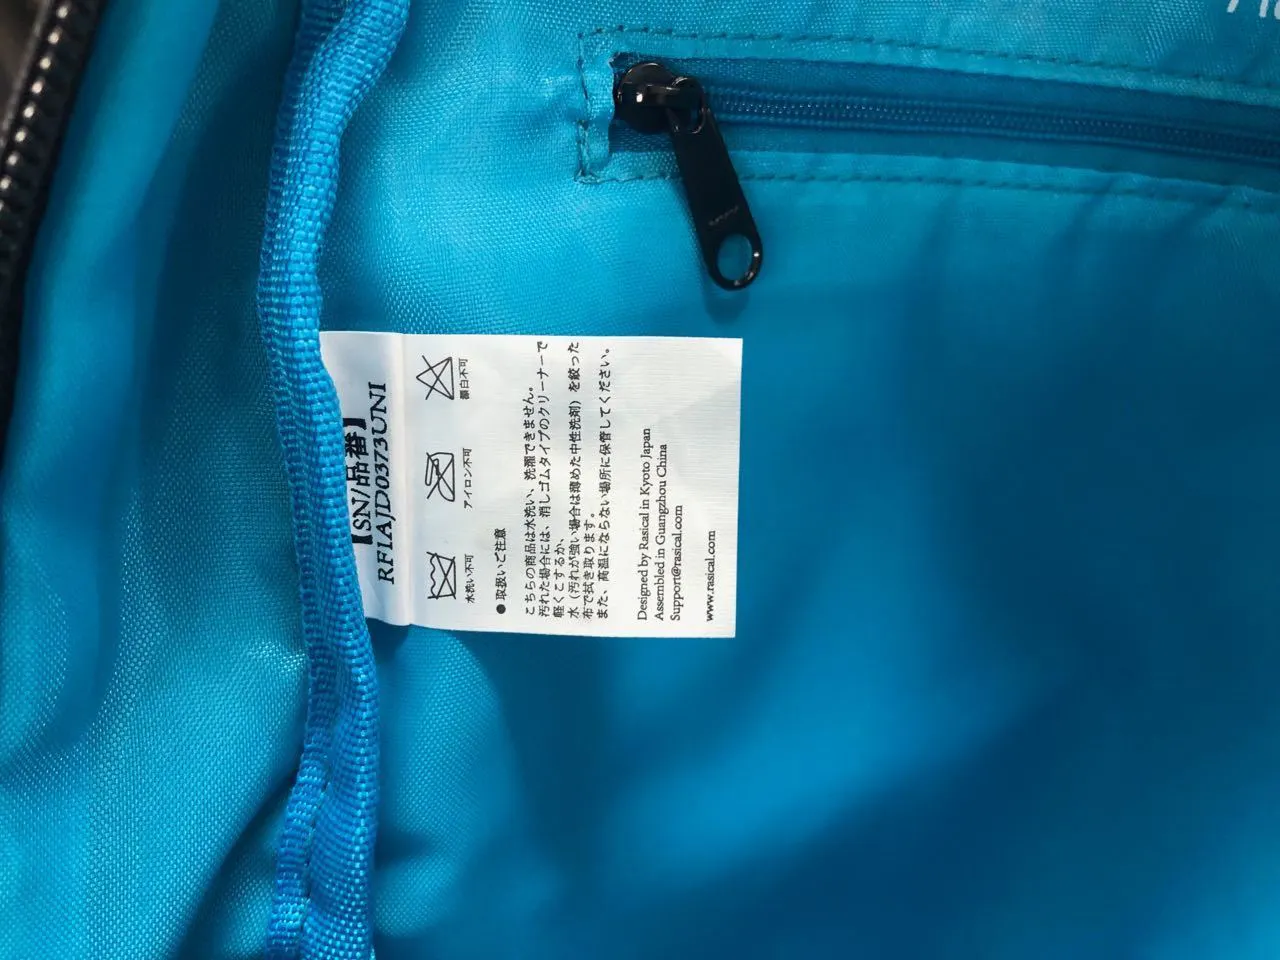 【SN/品番】
RF1AJD0373UNI
水洗い不可
アイロン不可
漂白不可
●取扱いご注意
こちらの商品は水洗い、洗濯できません。
汚れた場合には、消しゴムタイプのクリーナーで
軽くこするか、
水（汚れが強い場合は薄めた中性洗剤）を絞った
布で拭き取ります。
また、高温にならない場所に保管してください。
Designed by Rasical in Kyoto Japan
Assembled in Guangzhou China
Support@rasical.com
www.rasical.com